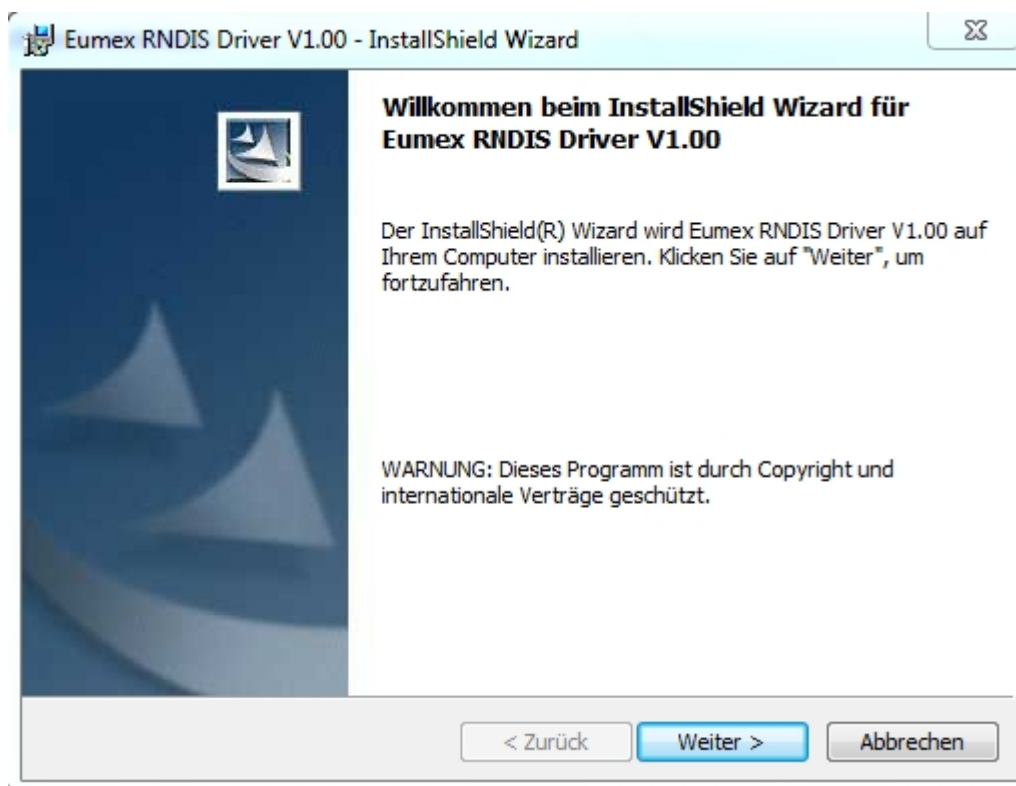 Eumex RNDIS Driver V1.00 - InstallShield Wizard
Willkommen beim InstallShield Wizard für
Eumex RNDIS Driver V1.00
Der InstallShield(R) Wizard wird Eumex RNDIS Driver V1.00 auf
Ihrem Computer installieren. Klicken Sie auf "Weiter", um
fortzufahren.
WARNUNG: Dieses Programm ist durch Copyright und
internationale Verträge geschützt.
< Zurück Weiter > Abbrechen